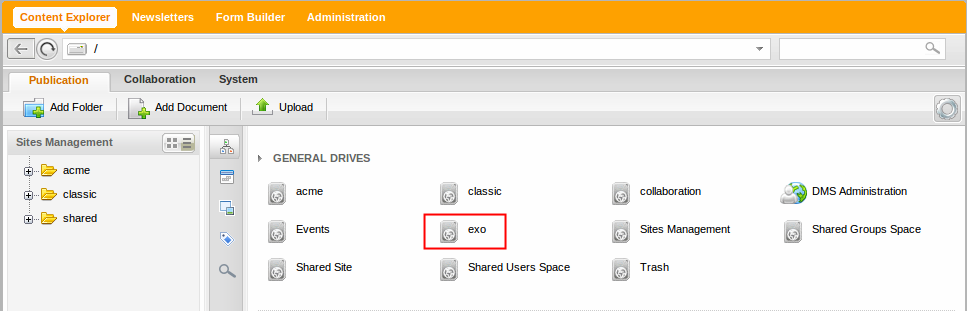 Content Explorer Newsletters Form Builder Administration
/
Publication Collaboration System
Add Folder Add Document Upload
Sites Management
acme
classic
shared
GENERAL DRIVES
acme classic collaboration DMS Administration
Events exo Sites Management Shared Groups Space
Shared Site Shared Users Space Trash